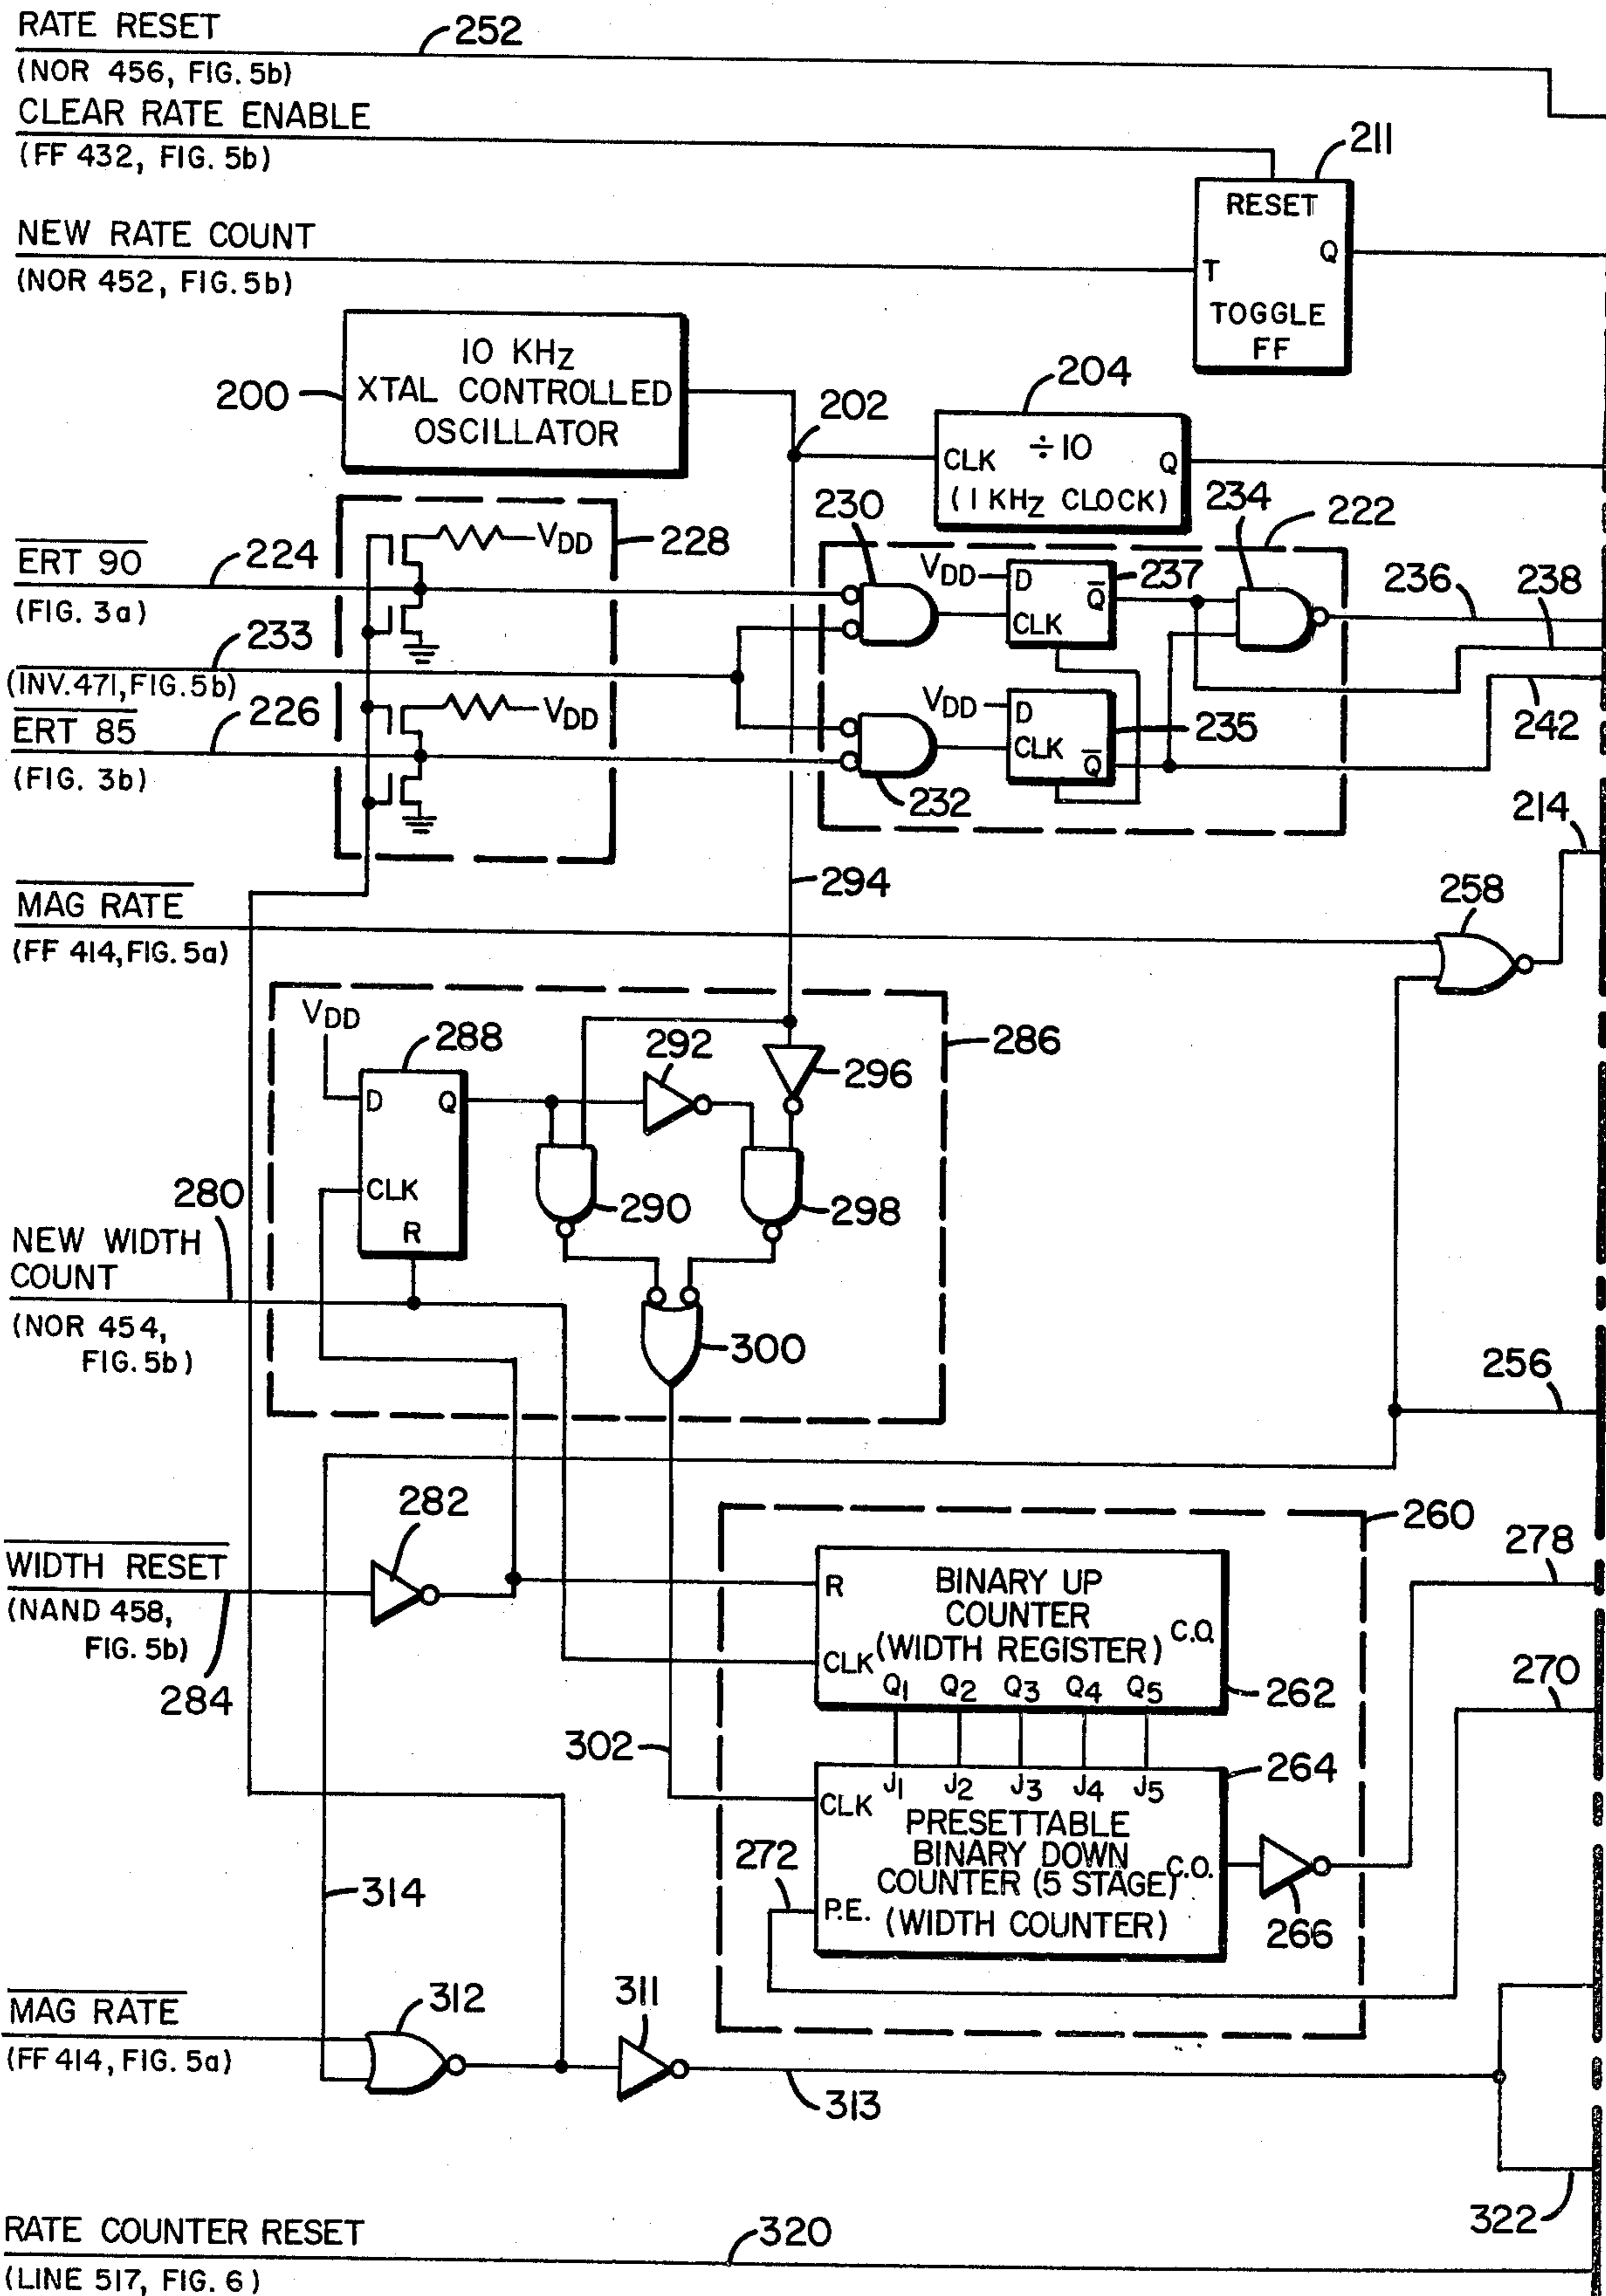 RATE RESET
252
(NOR 456, FIG. 5b)
CLEAR RATE ENABLE
(FF 432, FIG. 5b)
211
RESET
NEW RATE COUNT
Q
T
(NOR 452, FIG. 5b)
TOGGLE
FF
10 KHz
XTAL CONTROLLED
OSCILLATOR
200
204
202
CLK ÷10 Q
(1 KHz CLOCK)
230
234
222
VDD
228
ERT 90
224
(FIG. 3a)
VDD
D
237
Q
CLK
236
238
233
(INV. 471, FIG. 5b)
226
VDD
VDD
D
235
CLK
Q
242
ERT 85
(FIG. 3b)
232
214
294
258
MAG RATE
(FF 414, FIG. 5a)
VDD
288
292
286
296
D Q
280
CLK
290
298
R
NEW WIDTH
COUNT
(NOR 454,
FIG. 5b)
300
256
282
260
278
WIDTH RESET
(NAND 458,
FIG. 5b)
284
R
BINARY UP
COUNTER
(WIDTH REGISTER)
C.O.
CLK
Q1 Q2 Q3 Q4 Q5
262
270
302
264
J1 J2 J3 J4 J5
CLK
PRESETTABLE
BINARY DOWN
COUNTER (5 STAGE)
C.O.
272
P.E.
(WIDTH COUNTER)
266
314
MAG RATE
312
311
(FF 414, FIG. 5a)
313
322
RATE COUNTER RESET
320
(LINE 517, FIG. 6)